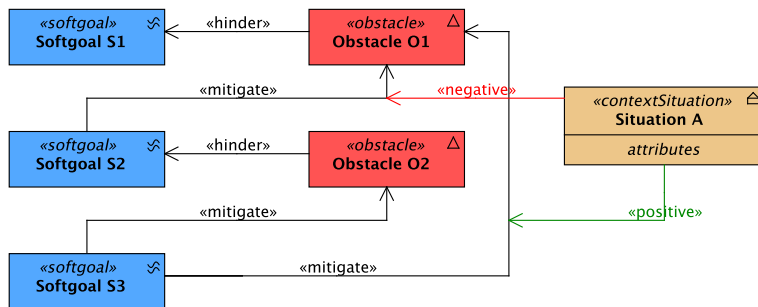 «softgoal»
Softgoal S1
«hinder»
«obstacle»
Obstacle O1
«mitigate»
«negative»
«contextSituation»
Situation A
attributes
«softgoal»
Softgoal S2
«hinder»
«obstacle»
Obstacle O2
«mitigate»
«positive»
«softgoal»
Softgoal S3
«mitigate»